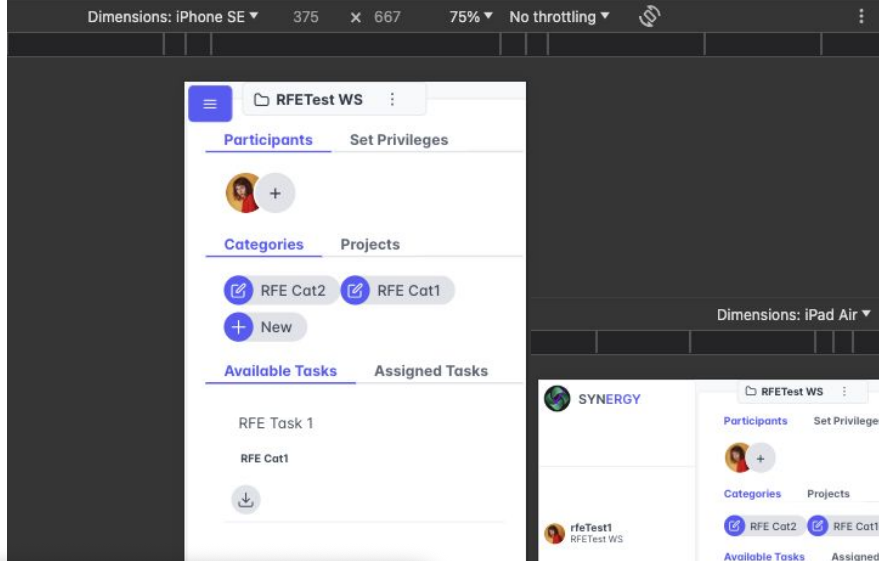 Dimensions: iPhone SE ▼ 375 × 667 75% ▼ No throttling ▼
RFETest WS
Participants Set Privileges
+
Categories Projects
RFE Cat2 RFE Cat1
+ New
Available Tasks Assigned Tasks
RFE Task 1
RFE Cat1
Dimensions: iPad Air ▼
SYNERGY
RFETest WS
Participants Set Privilege
+
Categories Projects
RFE Cat2 RFE Cat1
rfeTest1
RFETest WS
Available Tasks Assigned